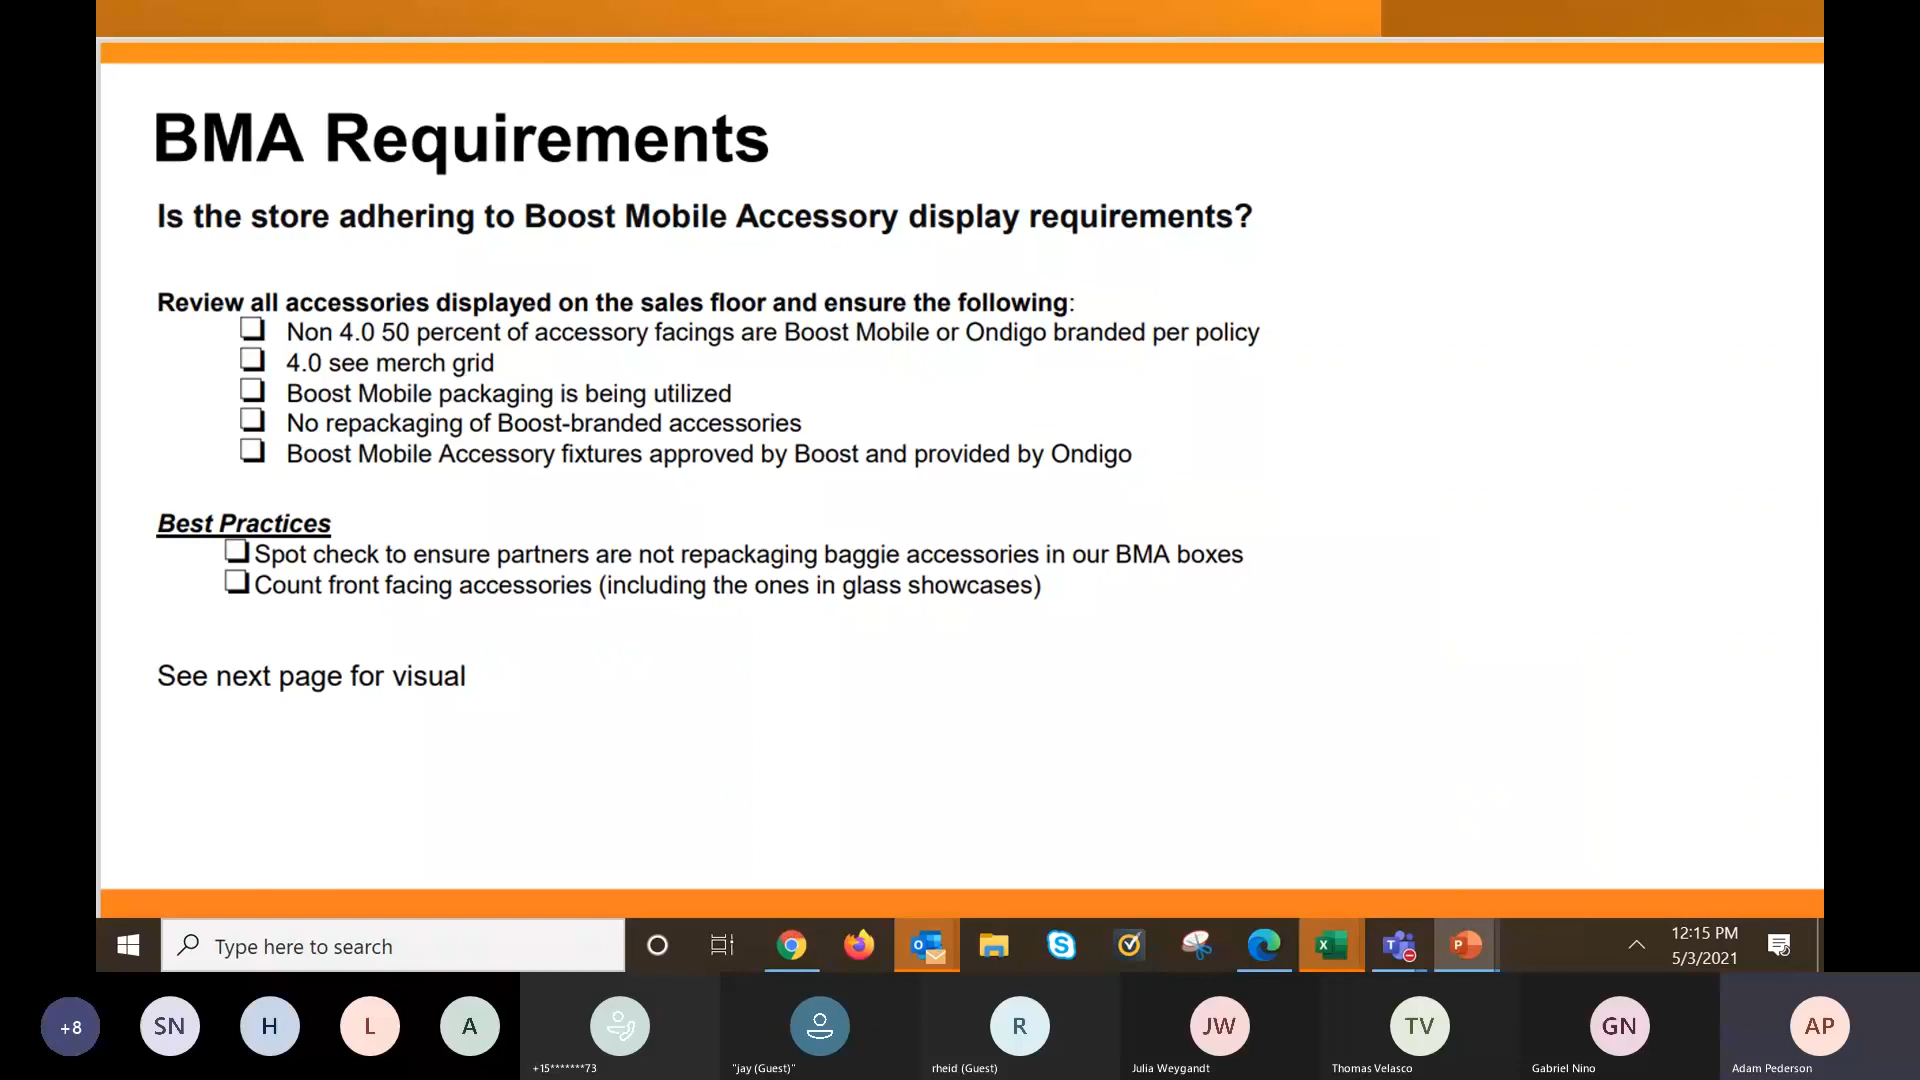 BMA Requirements
Is the store adhering to Boost Mobile Accessory display requirements?
Review all accessories displayed on the sales floor and ensure the following:
Non 4.0 50 percent of accessory facings are Boost Mobile or Ondigo branded per policy
4.0 see merch grid
Boost Mobile packaging is being utilized
No repackaging of Boost-branded accessories
Boost Mobile Accessory fixtures approved by Boost and provided by Ondigo
Best Practices
Spot check to ensure partners are not repackaging baggie accessories in our BMA boxes
Count front facing accessories (including the ones in glass showcases)
See next page for visual
Type here to search
12:15 PM
5/3/2021
+8
SN
H
L
A
R
JW
TV
GN
AP
+15*******73
"jay (Guest)"
rheid (Guest)
Julia Weygandt
Thomas Velasco
Gabriel Nino
Adam Pederson